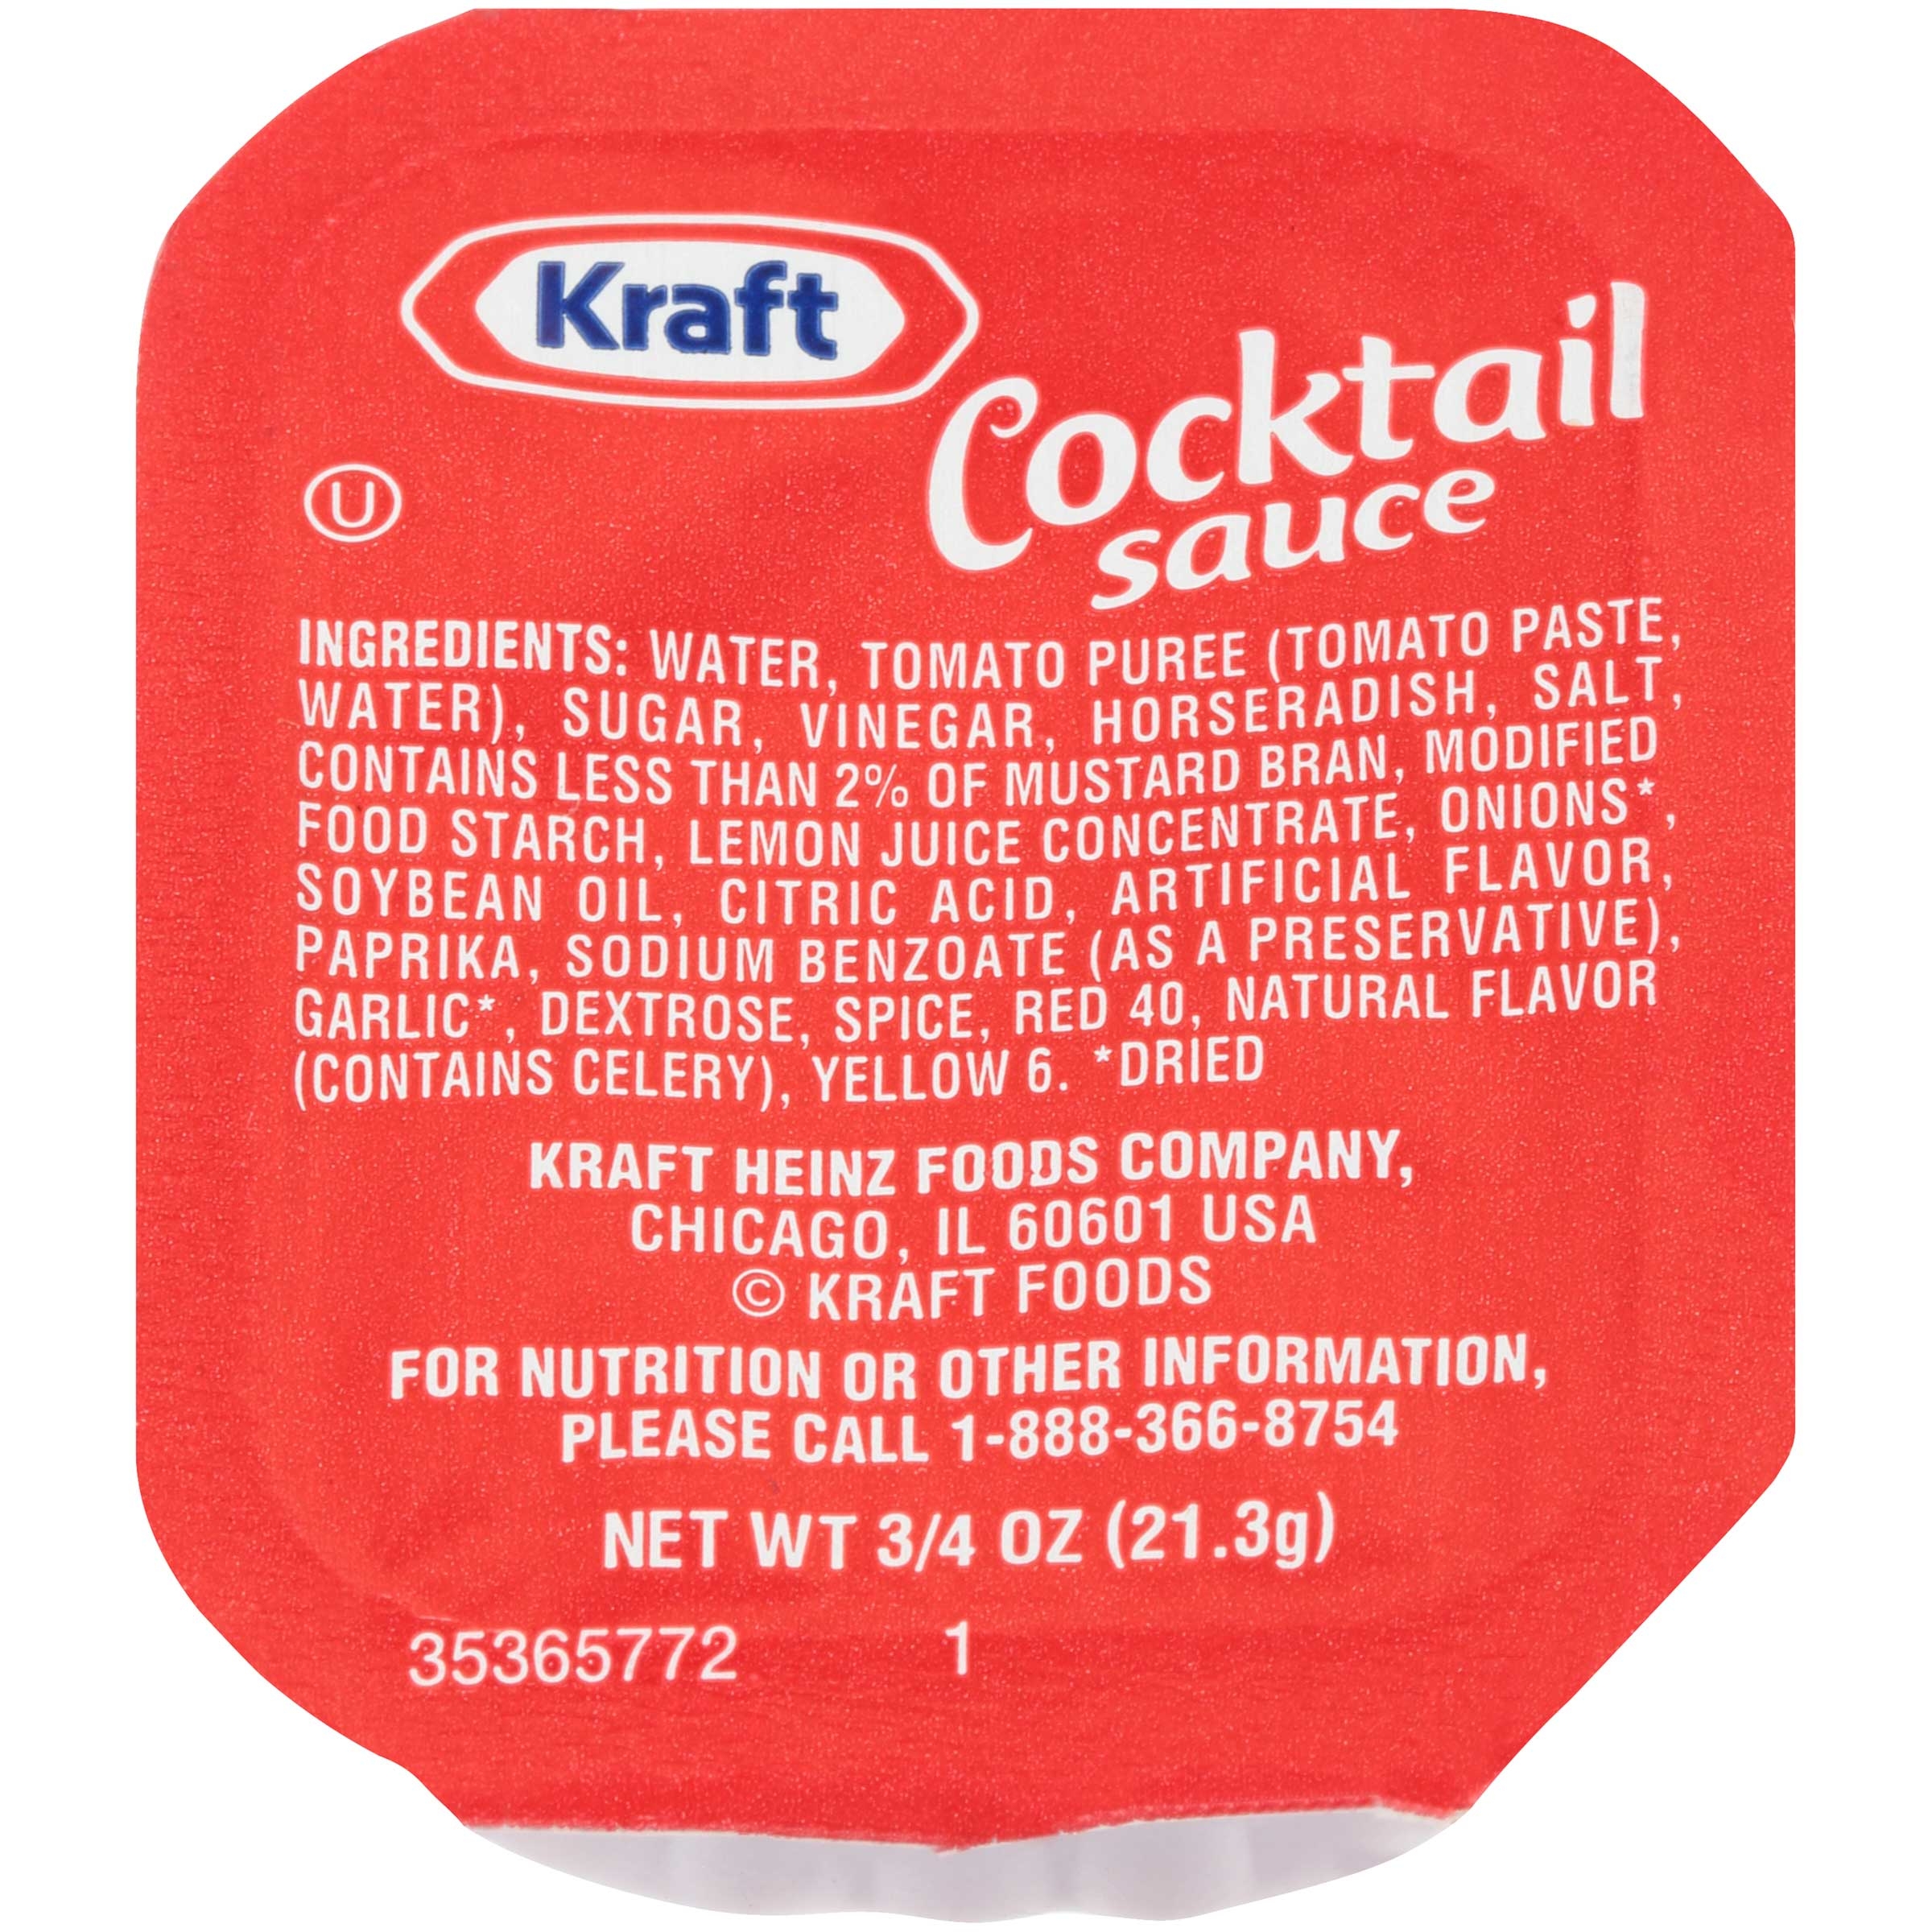 Kraft
Cocktail
sauce
U
INGREDIENTS: WATER, TOMATO PUREE (TOMATO PASTE,
WATER), SUGAR, VINEGAR, HORSERADISH, SALT,
CONTAINS LESS THAN 2% OF MUSTARD BRAN, MODIFIED
FOOD STARCH, LEMON JUICE CONCENTRATE, ONIONS*,
SOYBEAN OIL, CITRIC ACID, ARTIFICIAL FLAVOR,
PAPRIKA, SODIUM BENZOATE (AS A PRESERVATIVE),
GARLIC*, DEXTROSE, SPICE, RED 40, NATURAL FLAVOR
(CONTAINS CELERY), YELLOW 6. *DRIED
KRAFT HEINZ FOODS COMPANY,
CHICAGO, IL 60601 USA
© KRAFT FOODS
FOR NUTRITION OR OTHER INFORMATION,
PLEASE CALL 1-888-366-8754
NET WT 3/4 OZ (21.3g)
35365772 1